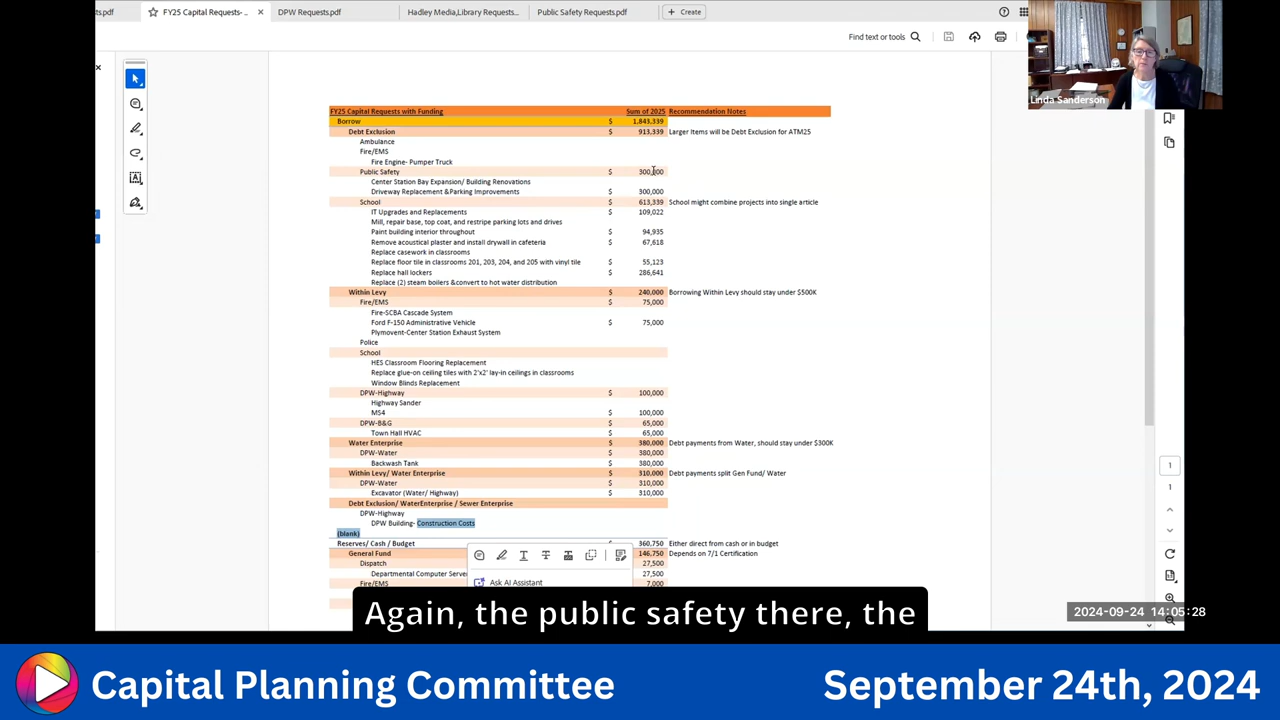 ts.pdf
FY25 Capital Requests-...
DPW Requests.pdf
Hadley Media,Library Requests...
Public Safety Requests.pdf
Create
Find text or tools
Linda Sanderson
FY25 Capital Requests with Funding Sum of 2025 Recommendation Notes
Borrow $ 1,843,339
Debt Exclusion $ 913,339 Larger Items will be Debt Exclusion for ATM25
Ambulance
Fire/EMS
Fire Engine- Pumper Truck
Public Safety $ 300,000
Center Station Bay Expansion/ Building Renovations
Driveway Replacement &Parking Improvements $ 300,000
School $ 613,339 School might combine projects into single article
IT Upgrades and Replacements $ 109,022
Mill, repair base, top coat, and restripe parking lots and drives
Paint building interior throughout $ 94,935
Remove acoustical plaster and install drywall in cafeteria $ 67,618
Replace casework in classrooms
Replace floor tile in classrooms 201, 203, 204, and 205 with vinyl tile $ 55,123
Replace hall lockers $ 286,641
Replace (2) steam boilers &convert to hot water distribution
Within Levy $ 240,000 Borrowing Within Levy should stay under $500K
Fire/EMS $ 75,000
Fire-SCBA Cascade System
Ford F-150 Administrative Vehicle $ 75,000
Plymovent-Center Station Exhaust System
Police
School
HES Classroom Flooring Replacement
Replace glue-on ceiling tiles with 2'x2' lay-in ceilings in classrooms
Window Blinds Replacement
DPW-Highway $ 100,000
Highway Sander
MS4 $ 100,000
DPW-B&G $ 65,000
Town Hall HVAC $ 65,000
Water Enterprise $ 380,000 Debt payments from Water, should stay under $300K
DPW-Water $ 380,000
Backwash Tank $ 380,000
Within Levy/ Water Enterprise $ 310,000 Debt payments split Gen Fund/ Water
DPW-Water $ 310,000
Excavator (Water/ Highway) $ 310,000
Debt Exclusion/ WaterEnterprise / Sewer Enterprise
DPW-Highway
DPW Building- Construction Costs
(blank)
Reserves/ Cash / Budget 360,750 Either direct from cash or in budget
General Fund 146,750 Depends on 7/1 Certification
Dispatch 27,500
Departmental Computer Server 27,500
Fire/EMS 7,000
Ask AI Assistant
1
1
Again, the public safety there, the
2024-09-24 14:05:28
Capital Planning Committee
September 24th, 2024